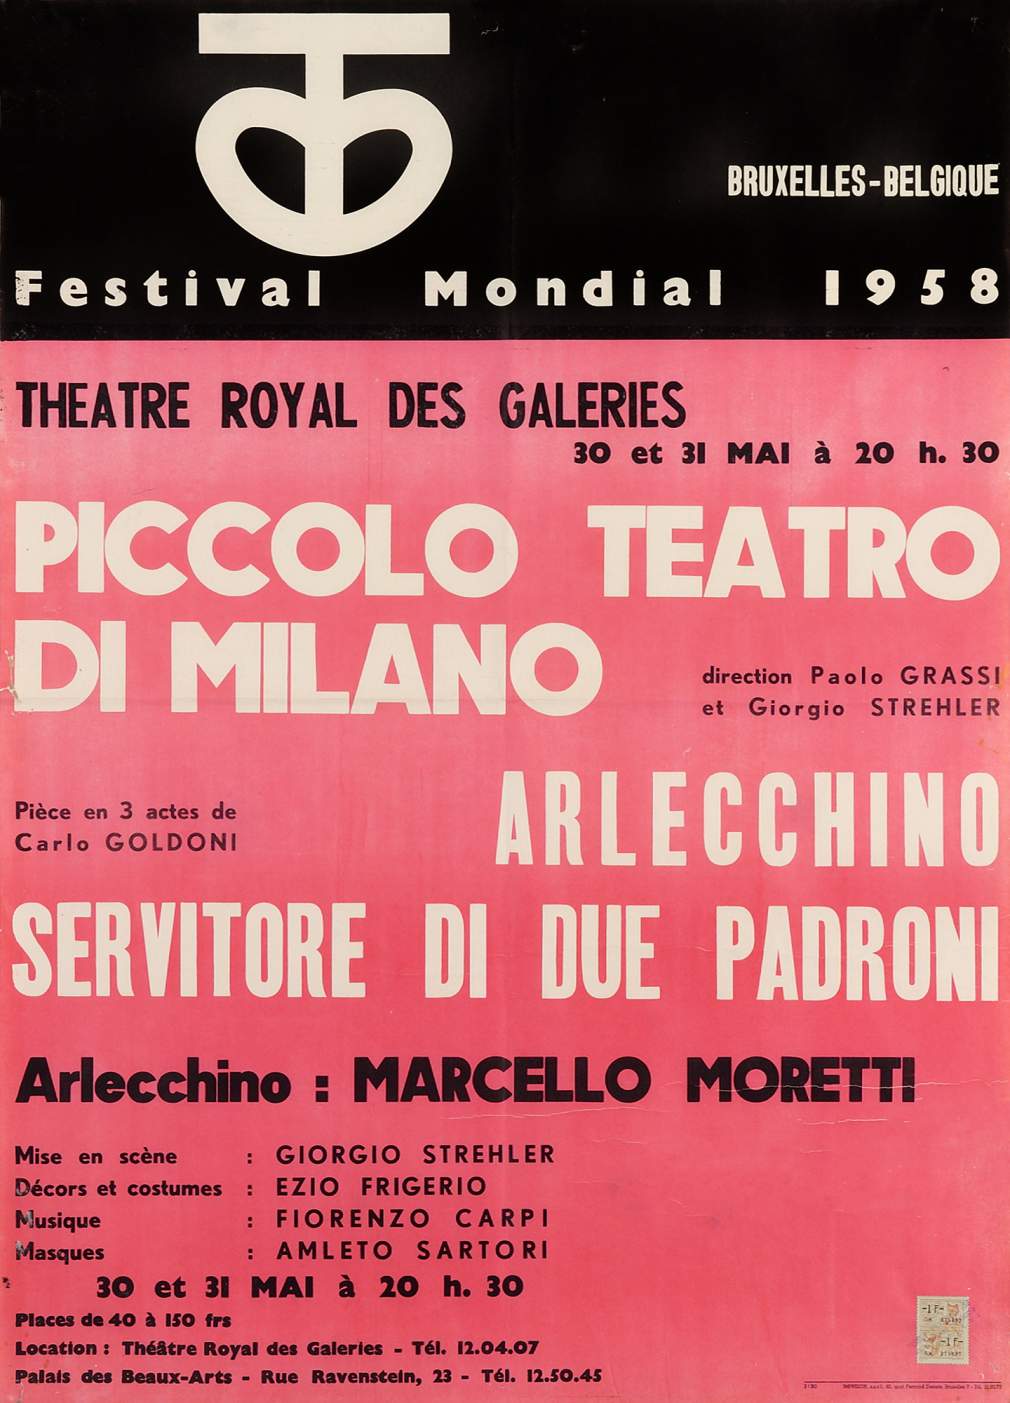 BRUXELLES-BELGIQUE
Festival Mondial 1958
THEATRE ROYAL DES GALERIES
30 et 31 MAI à 20 h. 30
PICCOLO TEATRO
DI MILANO
direction Paolo GRASSI
et Giorgio STREHLER
Pièce en 3 actes de
Carlo GOLDONI
ARLECCHINO
SERVITORE DI DUE PADRONI
Arlecchino : MARCELLO MORETTI
Mise en scène : GIORGIO STREHLER
Décors et costumes : EZIO FRIGERIO
Musique : FIORENZO CARPI
Masques : AMLETO SARTORI
30 et 31 MAI à 20 h. 30
Places de 40 à 150 frs
Location : Théâtre Royal des Galeries - Tél. 12.04.07
Palais des Beaux-Arts - Rue Ravenstein, 23 - Tél. 12.50.45
-1F-
-1F-